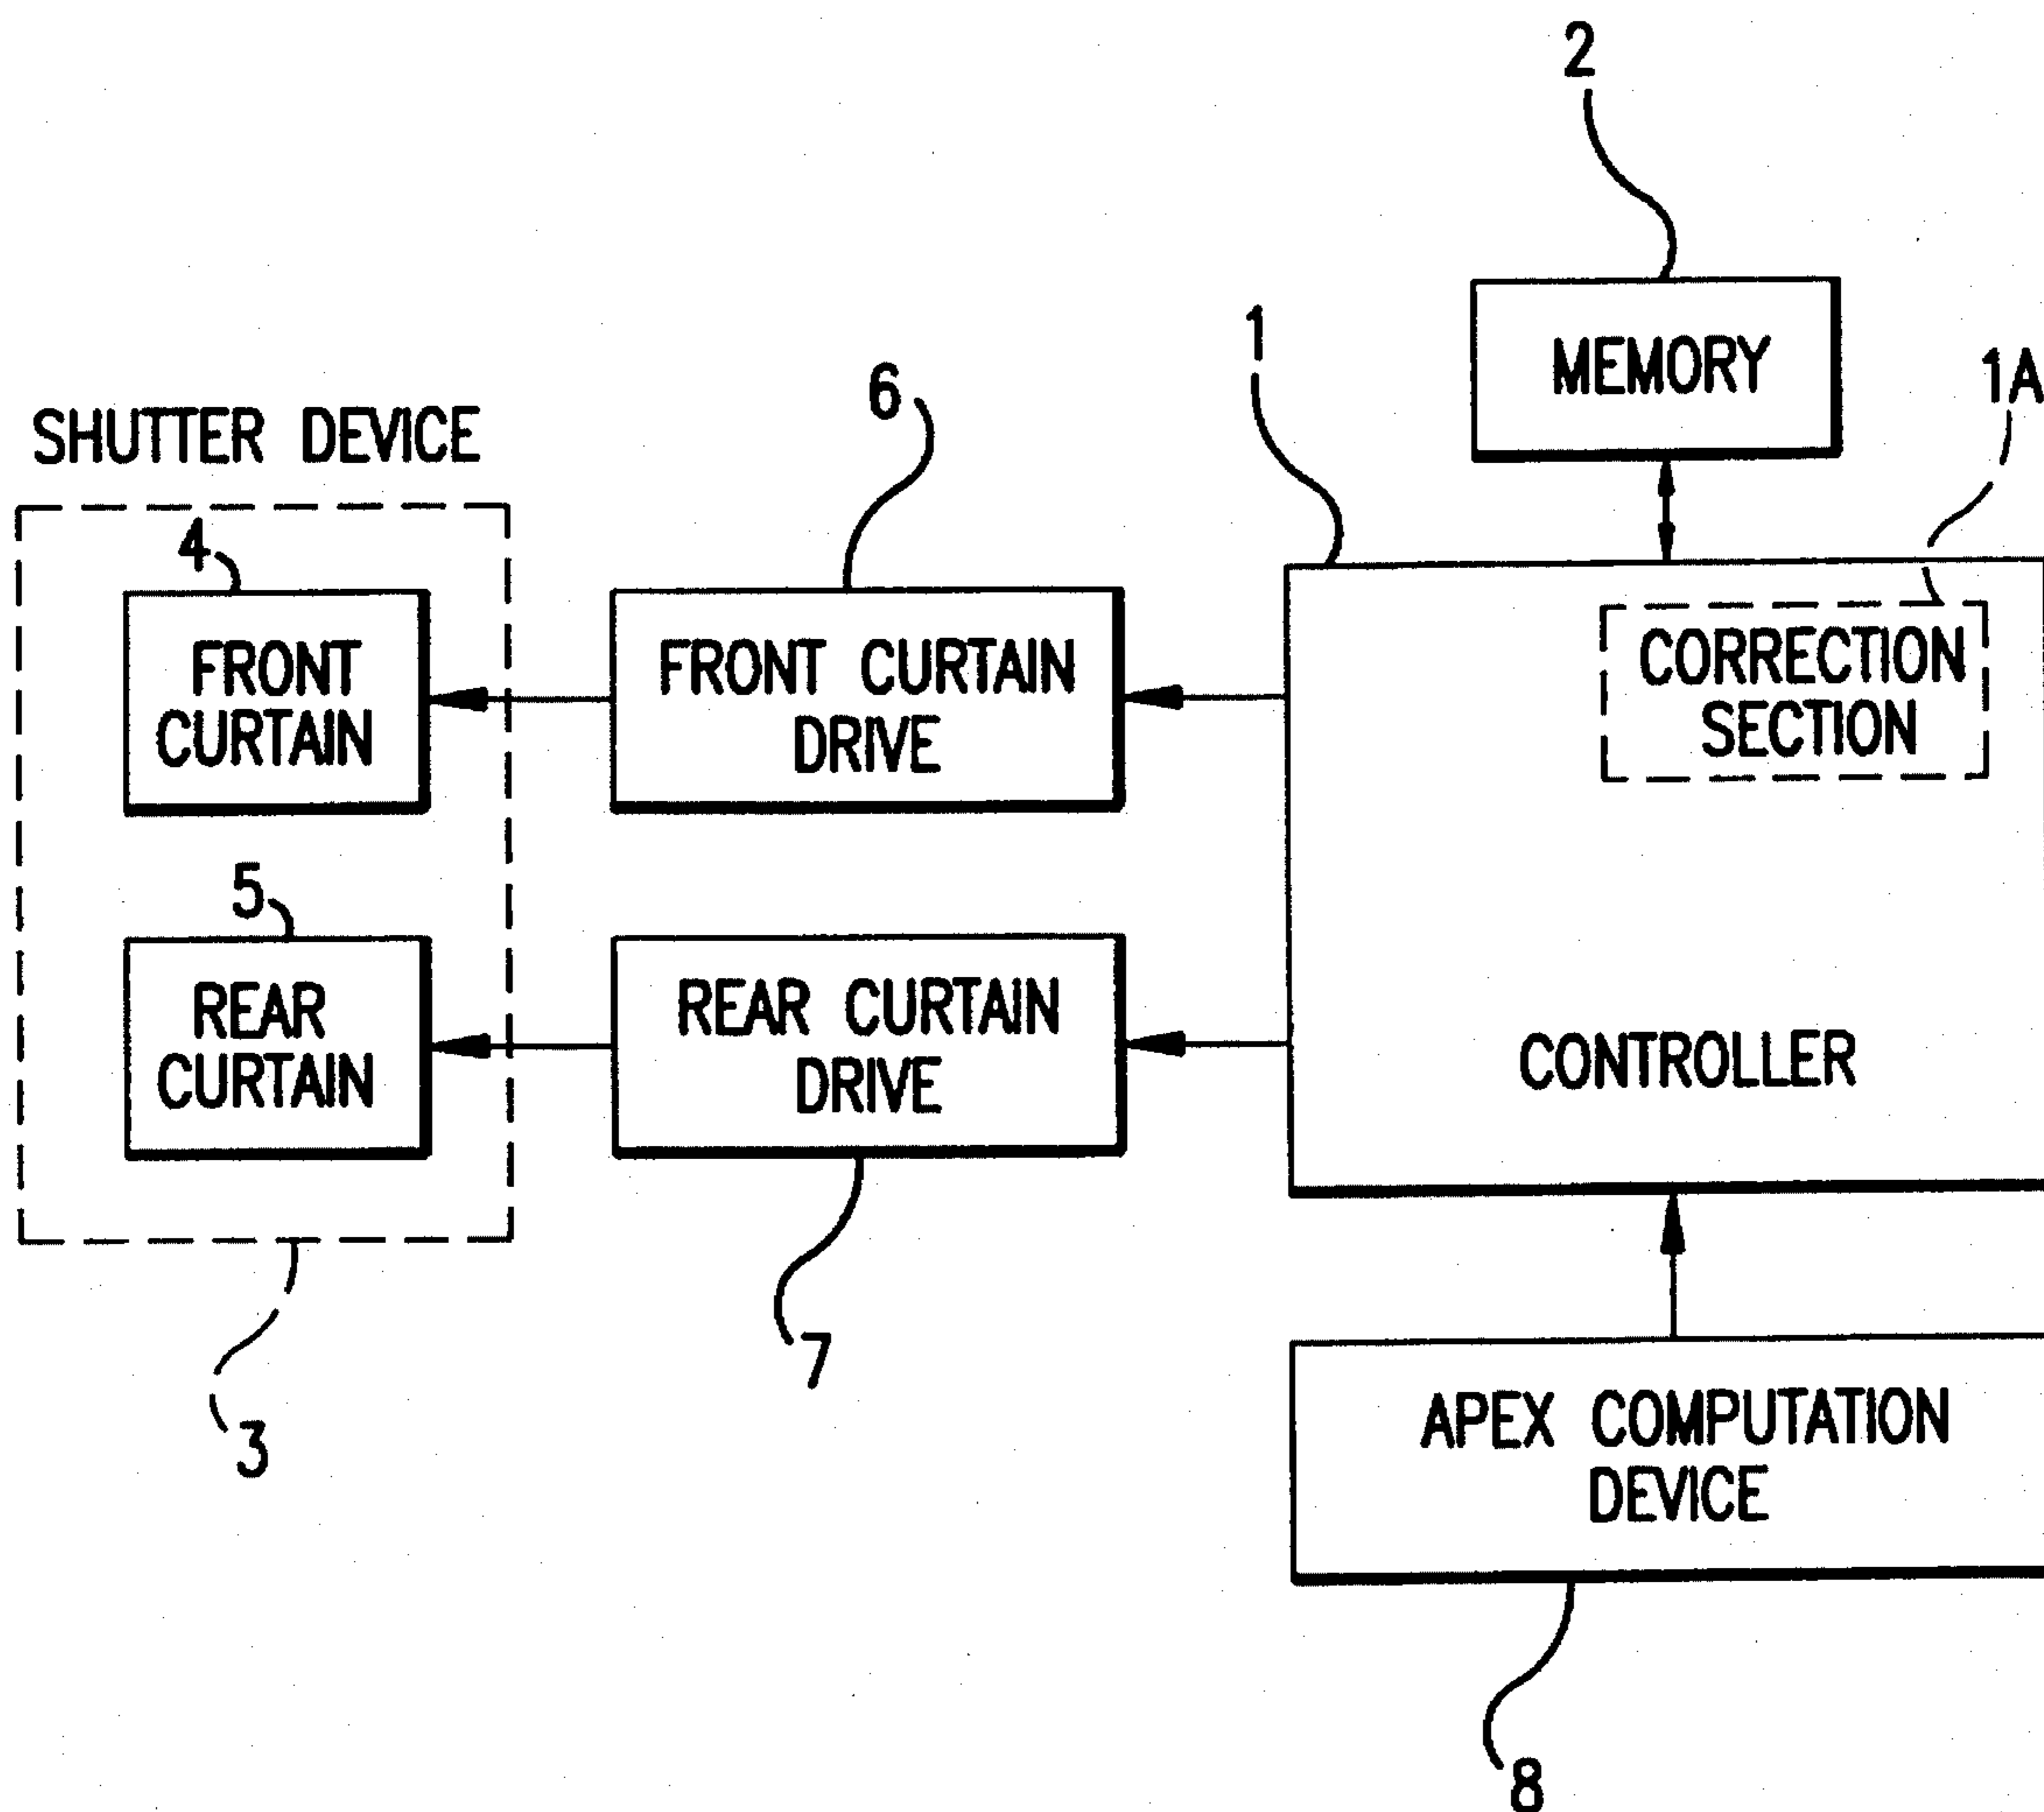 2
1
MEMORY
1A
6
SHUTTER DEVICE
4
FRONT
CURTAIN
FRONT CURTAIN
DRIVE
CORRECTION
SECTION
5
REAR
CURTAIN
REAR CURTAIN
DRIVE
CONTROLLER
7
3
APEX COMPUTATION
DEVICE
8